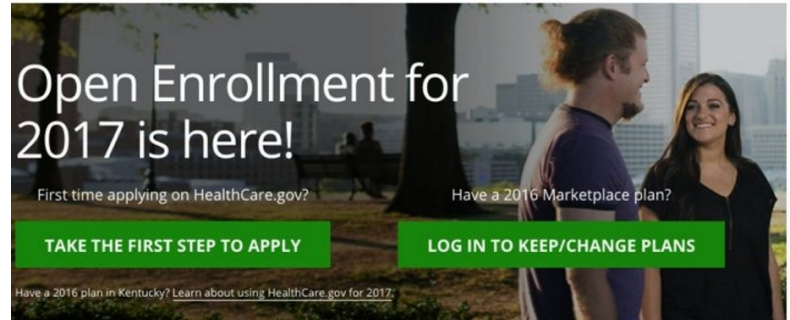 Open Enrollment for
2017 is here!
First time applying on HealthCare.gov?
Have a 2016 Marketplace plan?
TAKE THE FIRST STEP TO APPLY
LOG IN TO KEEP/CHANGE PLANS
Have a 2016 plan in Kentucky? Learn about using HealthCare.gov for 2017.